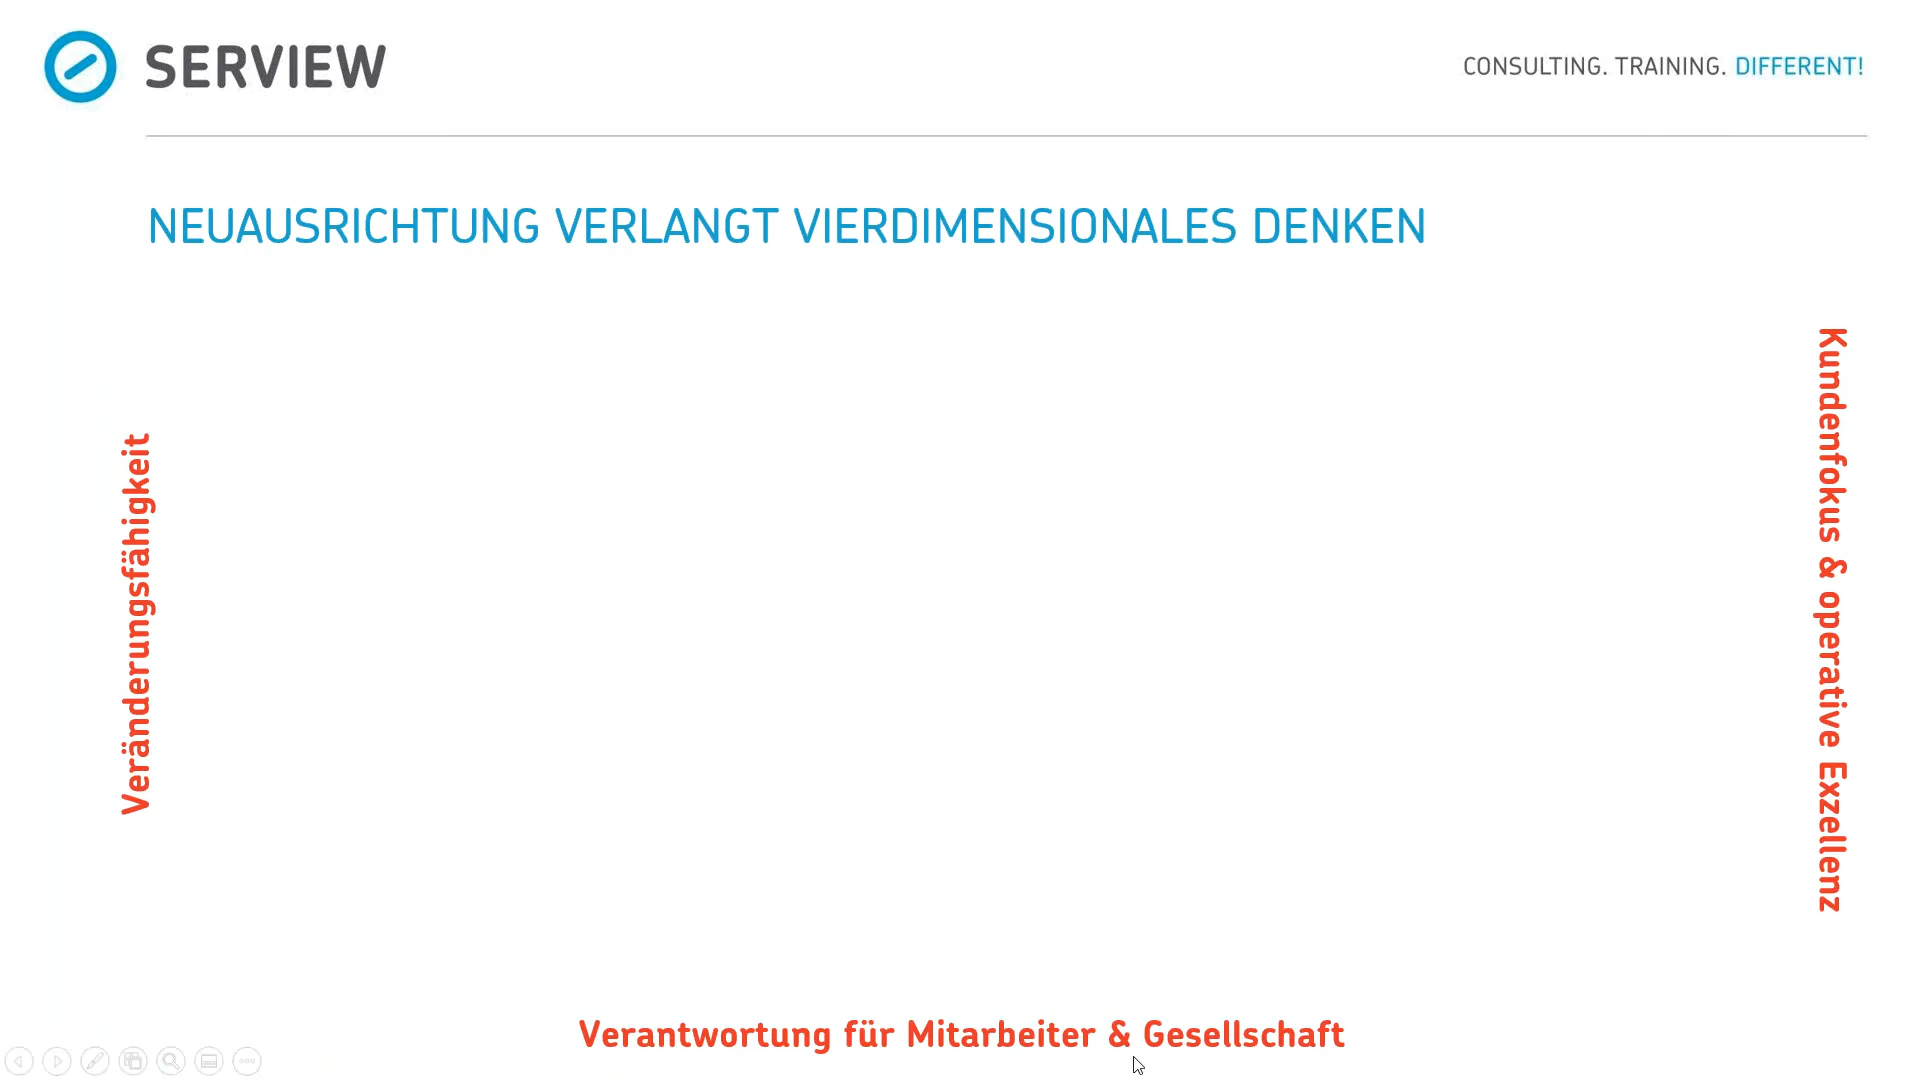 SERVIEW
CONSULTING. TRAINING. DIFFERENT!
NEUAUSRICHTUNG VERLANGT VIERDIMENSIONALES DENKEN
Veränderungsfähigkeit
Kundenfokus & operative Exzellenz
Verantwortung für Mitarbeiter & Gesellschaft